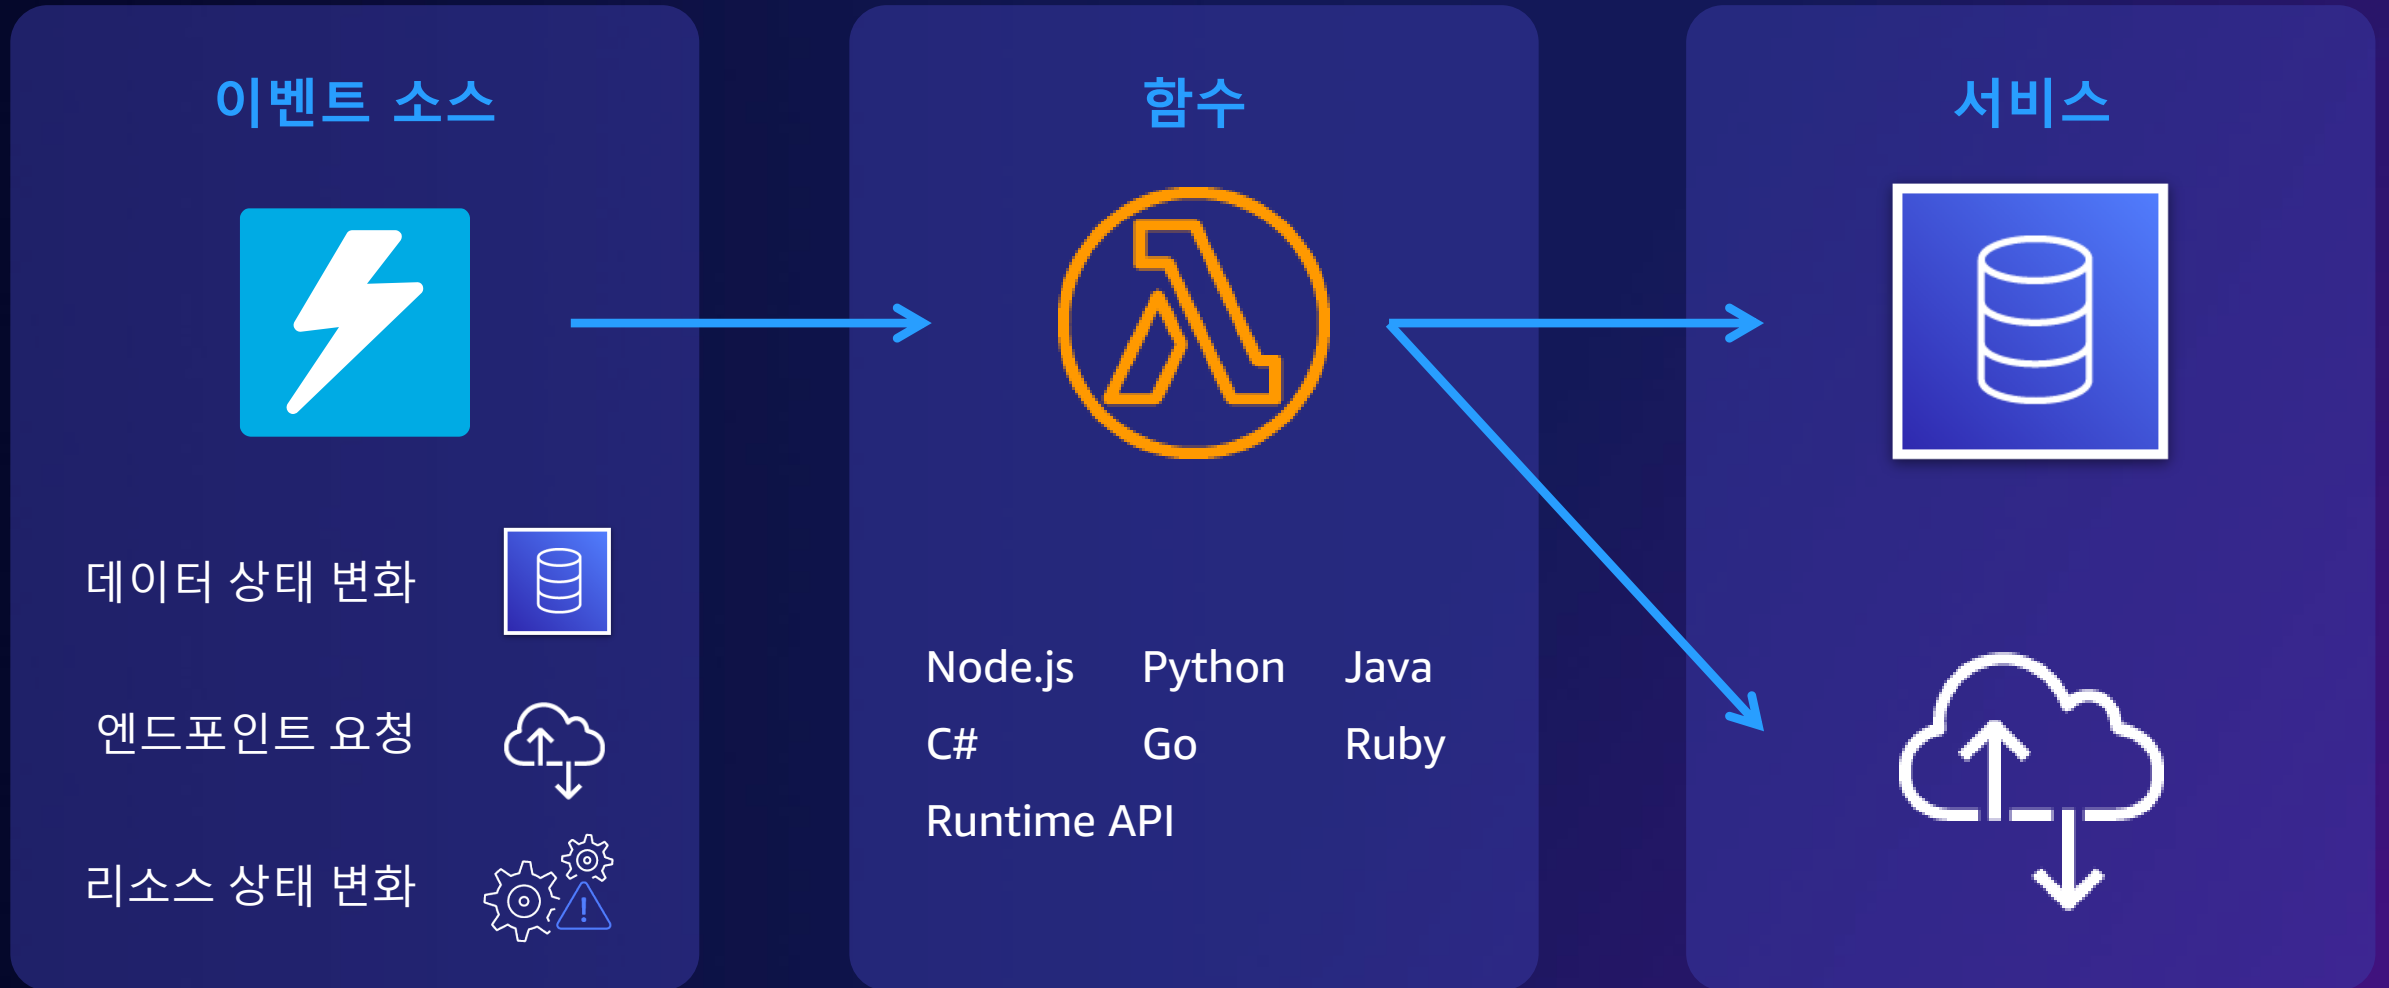 이벤트 소스
데이터 상태 변화
엔드포인트 요청
리소스 상태 변화
함수
Node.js Python Java
C# Go Ruby
Runtime API
서비스